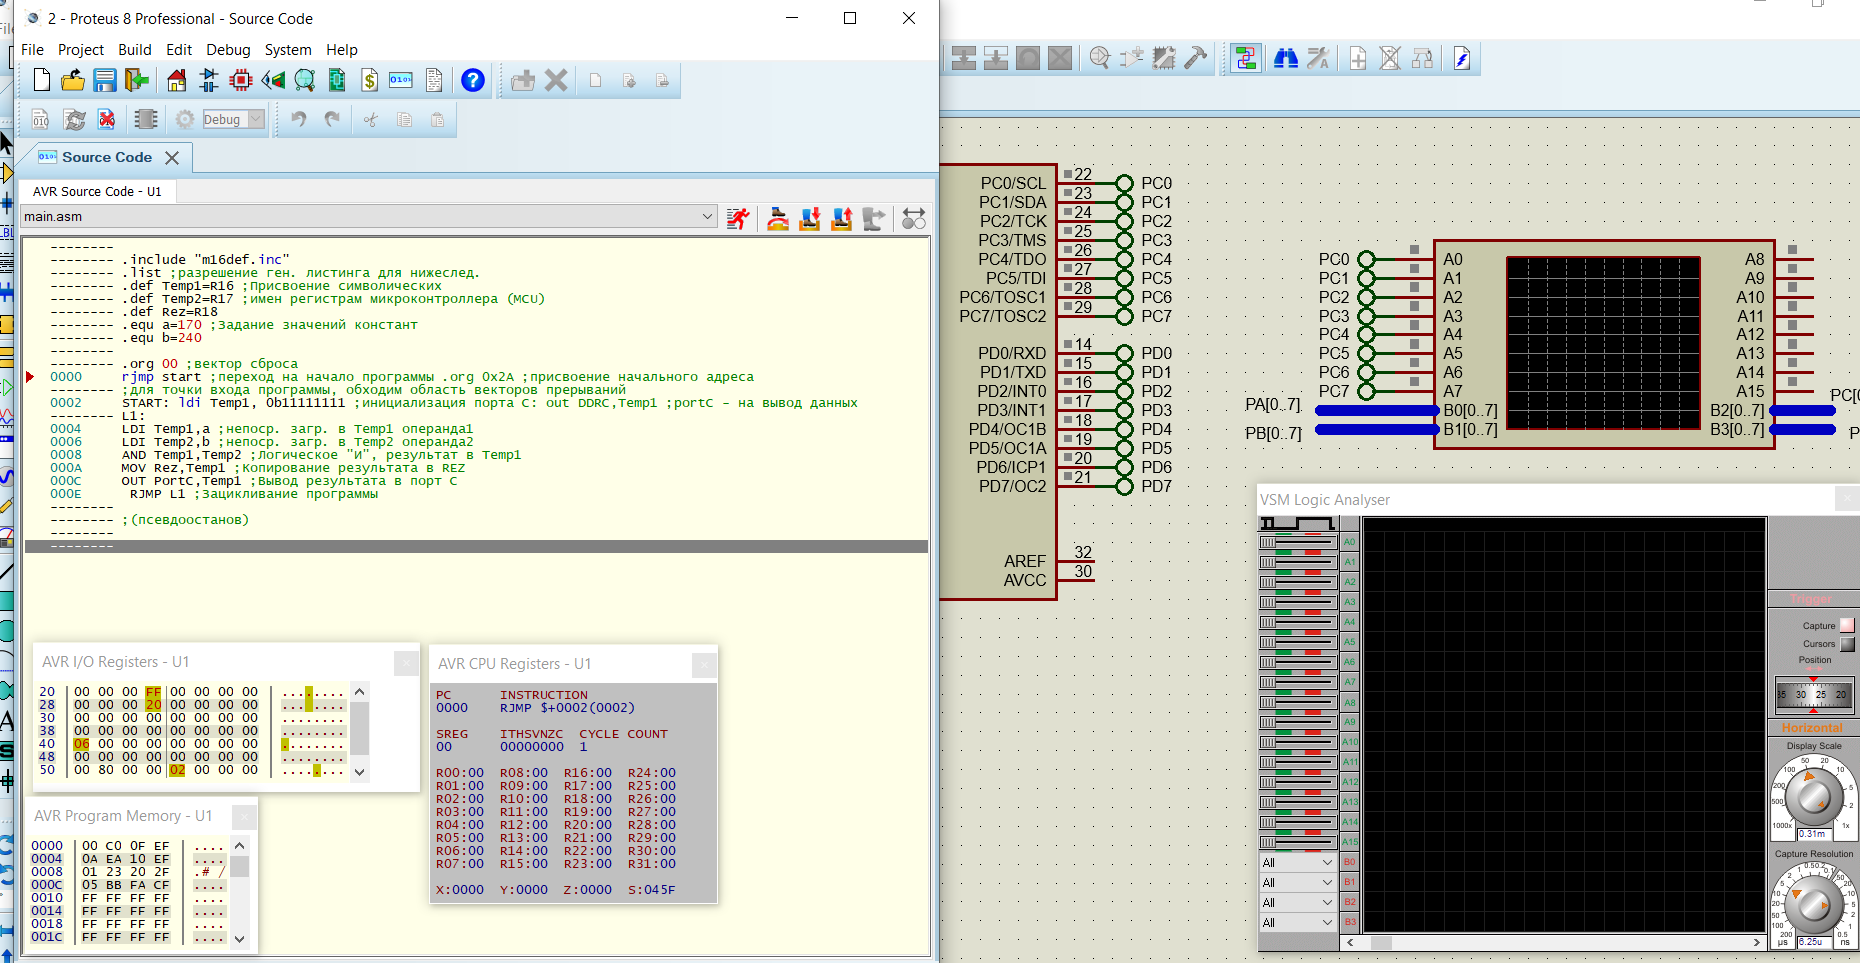 2 - Proteus 8 Professional - Source Code
File Project Build Edit Debug System Help
Debug
Source Code
AVR Source Code - U1
main.asm
--------
-------- .include "m16def.inc"
-------- .list ;разрешение ген. листинга для нижеслед.
-------- .def Temp1=R16 ;Присвоение символических
-------- .def Temp2=R17 ;имен регистрам микроконтроллера (MCU)
-------- .def Rez=R18
-------- .equ a=170 ;Задание значений констант
-------- .equ b=240
--------
-------- .org 00 ;вектор сброса
0000 rjmp start ;переход на начало программы .org 0x2A ;присвоение начального адреса
-------- ;для точки входа программы, обходим область векторов прерываний
0002 START: ldi Temp1, 0b11111111 ;инициализация порта C: out DDRC,Temp1 ;portC - на вывод данных
-------- L1:
0004 LDI Temp1,a ;непоср. загр. в Temp1 операнда1
0006 LDI Temp2,b ;непоср. загр. в Temp2 операнда2
0008 AND Temp1,Temp2 ;Логическое "И", результат в Temp1
000A MOV Rez,Temp1 ;Копирование результата в REZ
000C OUT PortC,Temp1 ;Вывод результата в порт С
000E RJMP L1 ;Зацикливание программы
--------
-------- ;(псевдоостанов)
--------
--------
AVR I/O Registers - U1
20 00 00 00 FF 00 00 00 00 ........
28 00 00 00 20 00 00 00 00 ........
30 00 00 00 00 00 00 00 00 ........
38 00 00 00 00 00 00 00 00 ........
40 06 00 00 00 00 00 00 00 ........
48 00 00 00 00 00 00 00 00 ........
50 00 80 00 00 02 00 00 00 ........
AVR Program Memory - U1
0000 00 C0 0F EF ....
0004 0A EA 10 EF ....
0008 01 23 20 2F .# /
000C 05 BB FA CF ....
0010 FF FF FF FF ....
0014 FF FF FF FF ....
0018 FF FF FF FF ....
001C FF FF FF FF ....
AVR CPU Registers - U1
PC INSTRUCTION
0000 RJMP $+0002(0002)
SREG ITHSVNZC CYCLE COUNT
00 00000000 1
R00:00 R08:00 R16:00 R24:00
R01:00 R09:00 R17:00 R25:00
R02:00 R10:00 R18:00 R26:00
R03:00 R11:00 R19:00 R27:00
R04:00 R12:00 R20:00 R28:00
R05:00 R13:00 R21:00 R29:00
R06:00 R14:00 R22:00 R30:00
R07:00 R15:00 R23:00 R31:00
X:0000 Y:0000 Z:0000 S:045F
PC0/SCL 22 PC0
PC1/SDA 23 PC1
PC2/TCK 24 PC2
PC3/TMS 25 PC3
PC4/TDO 26 PC4
PC5/TDI 27 PC5
PC6/TOSC1 28 PC6
PC7/TOSC2 29 PC7
PD0/RXD 14 PD0
PD1/TXD 15 PD1
PD2/INT0 16 PD2
PD3/INT1 17 PD3
PD4/OC1B 18 PD4
PD5/OC1A 19 PD5
PD6/ICP1 20 PD6
PD7/OC2 21 PD7
AREF 32
AVCC 30
PC0 A0 A8
PC1 A1 A9
PC2 A2 A10
PC3 A3 A11
PC4 A4 A12
PC5 A5 A13
PC6 A6 A14
PC7 A7 A15
PA[0..7] B0[0..7] B2[0..7]
PB[0..7] B1[0..7] B3[0..7]
VSM Logic Analyser
A0
A1
A2
A3
A4
A5
A6
A7
A8
A9
A10
A11
A12
A13
A14
A15
All B0
All B1
All B2
All B3
Trigger
Capture
Cursors
Position
35 30 25 20
Horizontal
Display Scale
0.31m
Capture Resolution
6.25u